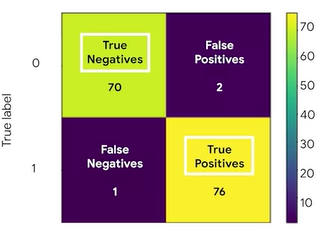 True
Negatives
70
False
Positives
2
False
Negatives
1
True
Positives
76
True label
0
1
70
60
50
40
30
20
10